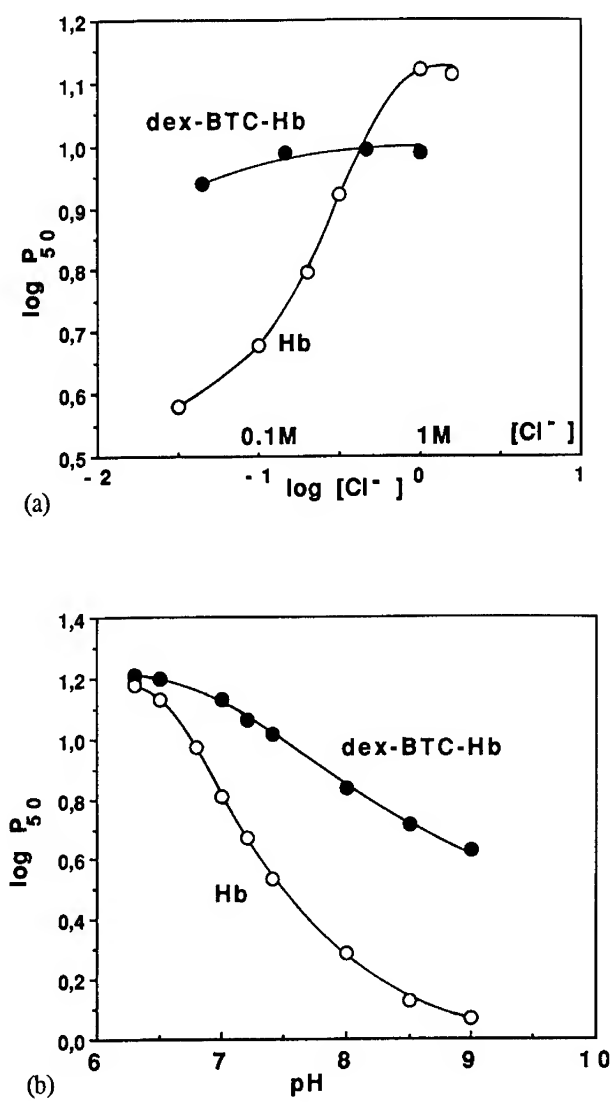 1,2
1,1
1,0
0,9
0,8
0,7
0,6
0,5
log P50
dex-BTC-Hb
Hb
0.1M 1M [Cl⁻]
-2 -1 0 1
log [Cl⁻]
(a)
1,4
1,2
1,0
0,8
0,6
0,4
0,2
0,0
log P50
dex-BTC-Hb
Hb
6 7 8 9 10
pH
(b)